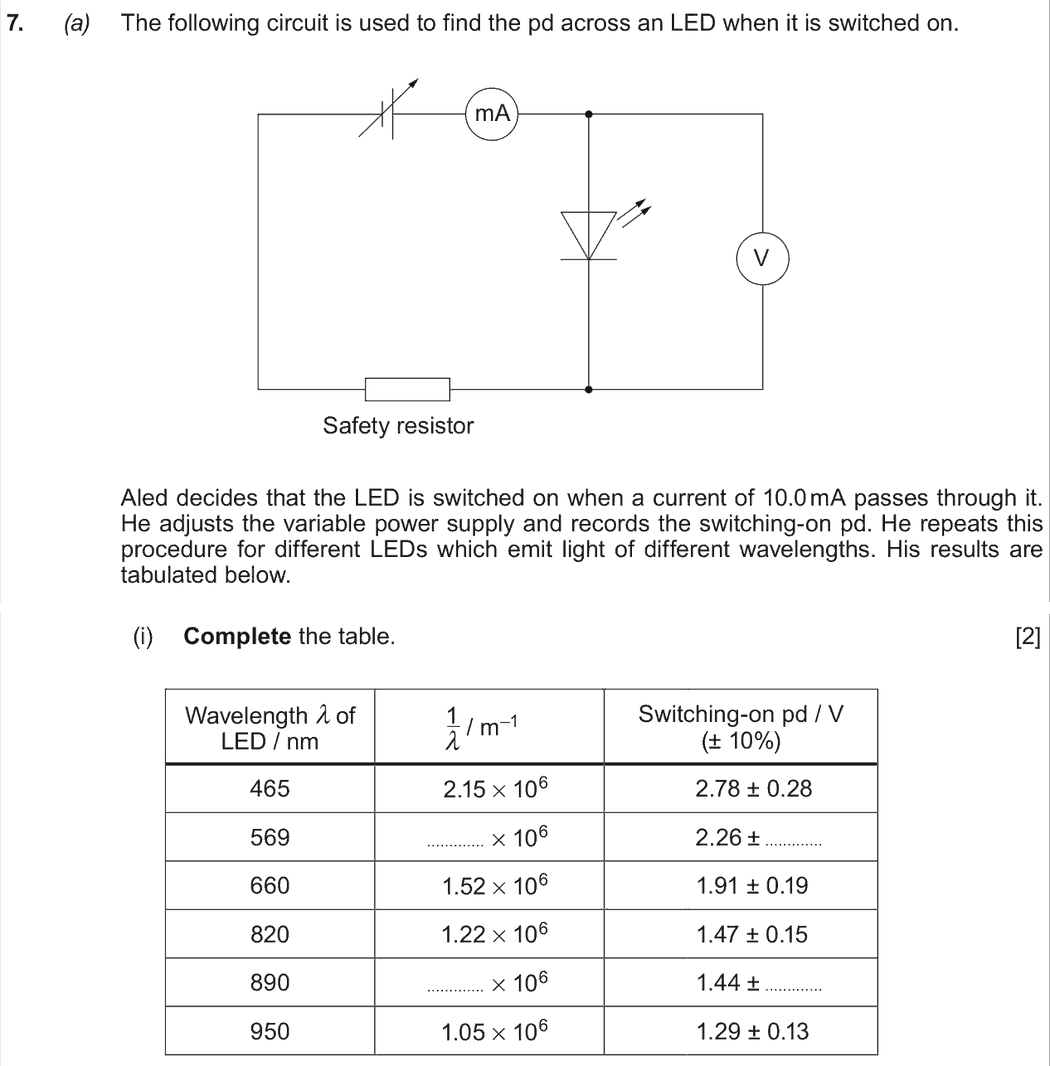 7. (a) The following circuit is used to find the pd across an LED when it is switched on.
mA
V
Safety resistor
Aled decides that the LED is switched on when a current of 10.0 mA passes through it.
He adjusts the variable power supply and records the switching-on pd. He repeats this
procedure for different LEDs which emit light of different wavelengths. His results are
tabulated below.
(i) Complete the table. [2]
Wavelength λ of LED / nm | 1/λ / m⁻¹ | Switching-on pd / V (± 10%)
465 | 2.15 × 10⁶ | 2.78 ± 0.28
569 | ............. × 10⁶ | 2.26 ± .............
660 | 1.52 × 10⁶ | 1.91 ± 0.19
820 | 1.22 × 10⁶ | 1.47 ± 0.15
890 | ............. × 10⁶ | 1.44 ± .............
950 | 1.05 × 10⁶ | 1.29 ± 0.13